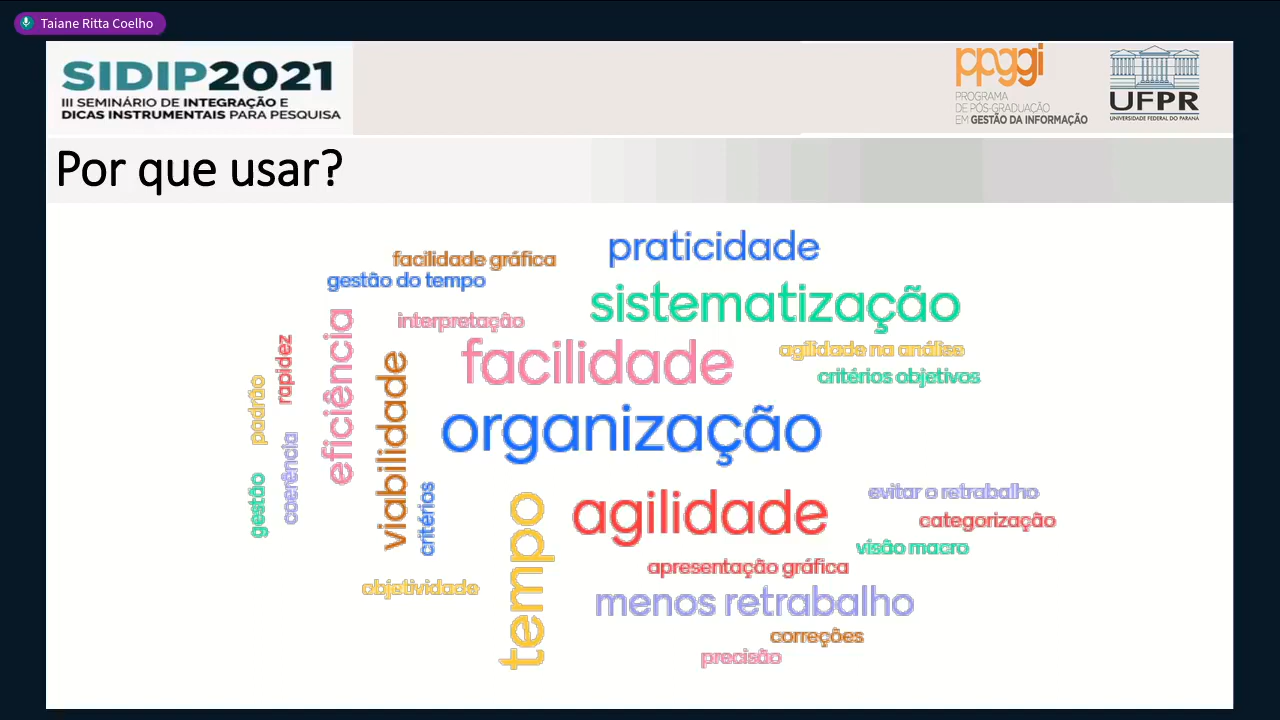 Taiane Ritta Coelho
SIDIP2021
III SEMINÁRIO DE INTEGRAÇÃO E
DICAS INSTRUMENTAIS PARA PESQUISA
ppggi
PROGRAMA
DE PÓS-GRADUAÇÃO
EM GESTÃO DA INFORMAÇÃO
UFPR
UNIVERSIDADE FEDERAL DO PARANÁ
Por que usar?
praticidade
facilidade gráfica
gestão do tempo
sistematização
interpretação
eficiência
rapidez
facilidade
agilidade na análise
viabilidade
padrão
critérios objetivos
organização
coerência
gestão
critérios
tempo
agilidade
evitar o retrabalho
categorização
visão macro
apresentação gráfica
objetividade
menos retrabalho
correções
precisão